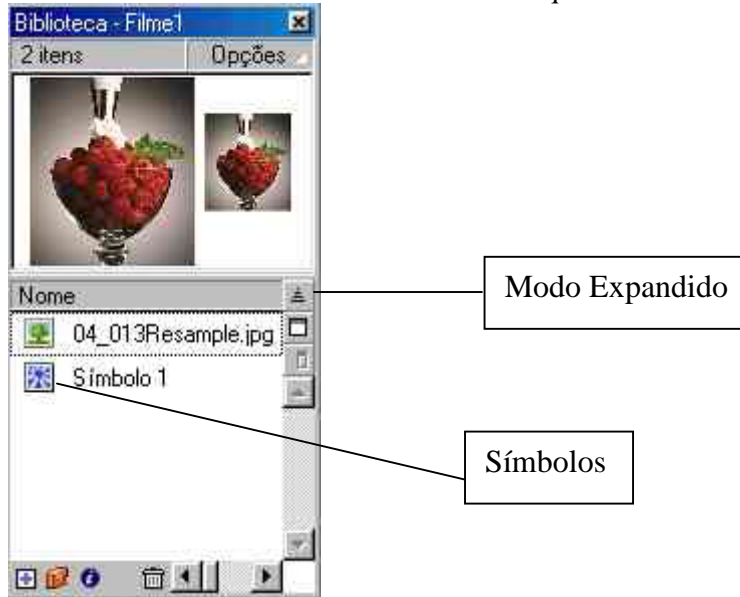 Biblioteca - Filme1
2 itens Opções
Nome
Modo Expandido
04_013Resample.jpg
Símbolo 1
Símbolos